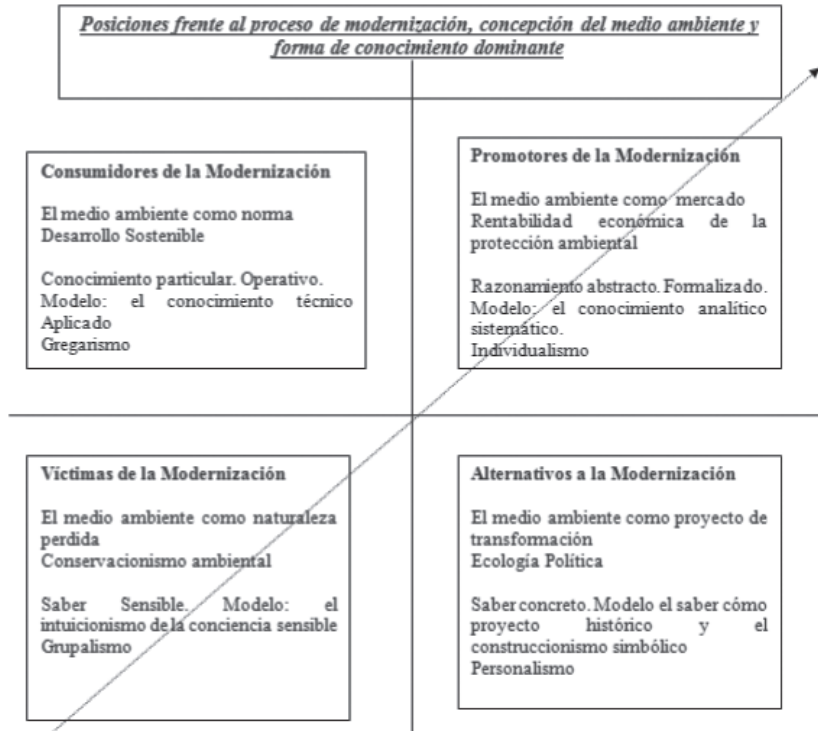 Posiciones frente al proceso de modernización, concepción del medio ambiente y
forma de conocimiento dominante
Consumidores de la Modernización
El medio ambiente como norma
Desarrollo Sostenible
Conocimiento particular. Operativo.
Modelo: el conocimiento técnico
Aplicado
Gregarismo
Promotores de la Modernización
El medio ambiente como mercado
Rentabilidad económica de la
protección ambiental
Razonamiento abstracto. Formalizado.
Modelo: el conocimiento analítico
sistemático.
Individualismo
Víctimas de la Modernización
El medio ambiente como naturaleza
perdida
Conservacionismo ambiental
Saber Sensible. Modelo: el
intuicionismo de la conciencia sensible
Grupalismo
Alternativos a la Modernización
El medio ambiente como proyecto de
transformación
Ecología Política
Saber concreto. Modelo el saber cómo
proyecto histórico y el
construccionismo simbólico
Personalismo